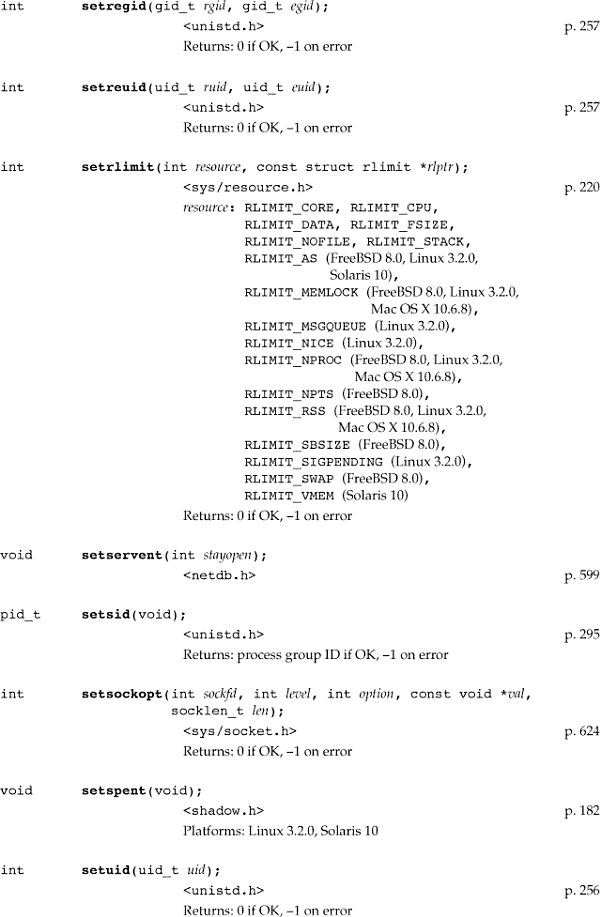 int setregid(gid_t rgid, gid_t egid);
<unistd.h> p. 257
Returns: 0 if OK, –1 on error
int setreuid(uid_t ruid, uid_t euid);
<unistd.h> p. 257
Returns: 0 if OK, –1 on error
int setrlimit(int resource, const struct rlimit *rlptr);
<sys/resource.h> p. 220
resource: RLIMIT_CORE, RLIMIT_CPU,
RLIMIT_DATA, RLIMIT_FSIZE,
RLIMIT_NOFILE, RLIMIT_STACK,
RLIMIT_AS (FreeBSD 8.0, Linux 3.2.0,
Solaris 10),
RLIMIT_MEMLOCK (FreeBSD 8.0, Linux 3.2.0,
Mac OS X 10.6.8),
RLIMIT_MSGQUEUE (Linux 3.2.0),
RLIMIT_NICE (Linux 3.2.0),
RLIMIT_NPROC (FreeBSD 8.0, Linux 3.2.0,
Mac OS X 10.6.8),
RLIMIT_NPTS (FreeBSD 8.0),
RLIMIT_RSS (FreeBSD 8.0, Linux 3.2.0,
Mac OS X 10.6.8),
RLIMIT_SBSIZE (FreeBSD 8.0),
RLIMIT_SIGPENDING (Linux 3.2.0),
RLIMIT_SWAP (FreeBSD 8.0),
RLIMIT_VMEM (Solaris 10)
Returns: 0 if OK, –1 on error
void setservent(int stayopen);
<netdb.h> p. 599
pid_t setsid(void);
<unistd.h> p. 295
Returns: process group ID if OK, –1 on error
int setsockopt(int sockfd, int level, int option, const void *val,
socklen_t len);
<sys/socket.h> p. 624
Returns: 0 if OK, –1 on error
void setspent(void);
<shadow.h> p. 182
Platforms: Linux 3.2.0, Solaris 10
int setuid(uid_t uid);
<unistd.h> p. 256
Returns: 0 if OK, –1 on error